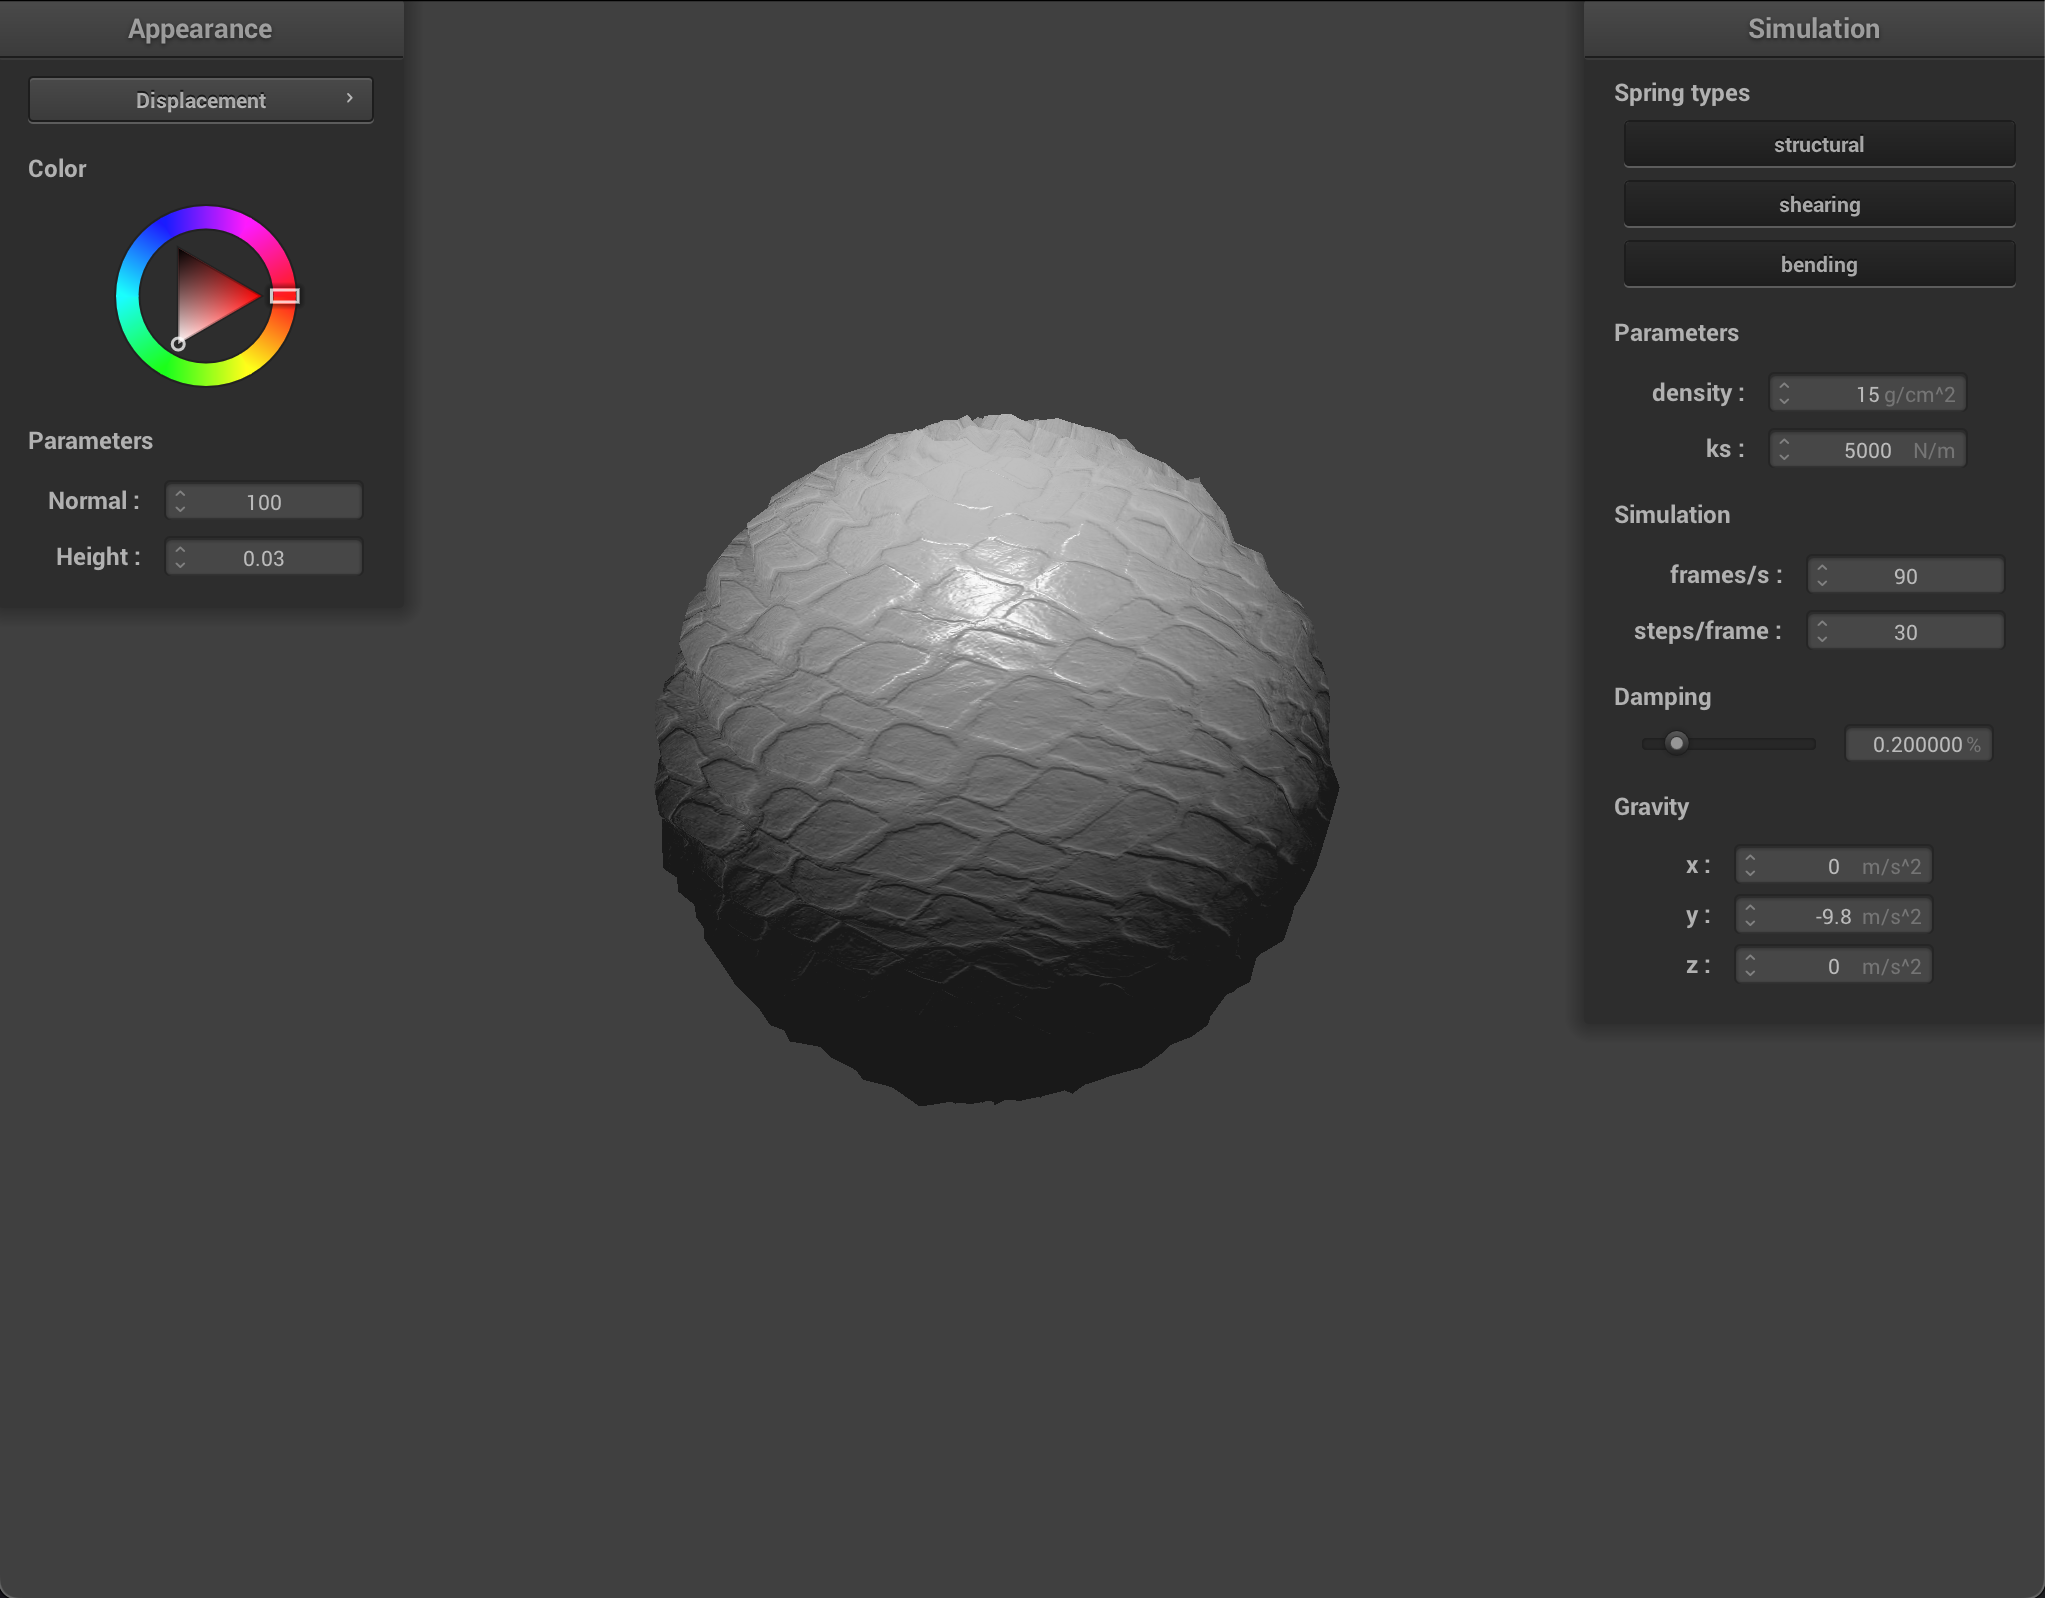 Appearance
Displacement
Color
Parameters
Normal : 100
Height : 0.03
Simulation
Spring types
structural
shearing
bending
Parameters
density : 15 g/cm^2
ks : 5000 N/m
Simulation
frames/s : 90
steps/frame : 30
Damping
0.200000 %
Gravity
x : 0 m/s^2
y : -9.8 m/s^2
z : 0 m/s^2